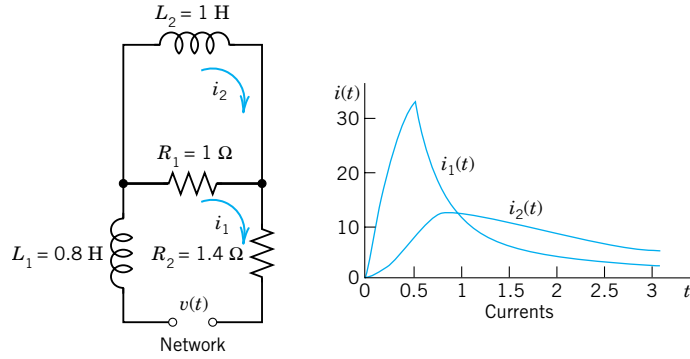 L₂ = 1 H
i₂
R₁ = 1 Ω
i₁
L₁ = 0.8 H
R₂ = 1.4 Ω
v(t)
Network
i(t)
30
20
10
0
i₁(t)
i₂(t)
0 0.5 1 1.5 2 2.5 3 t
Currents